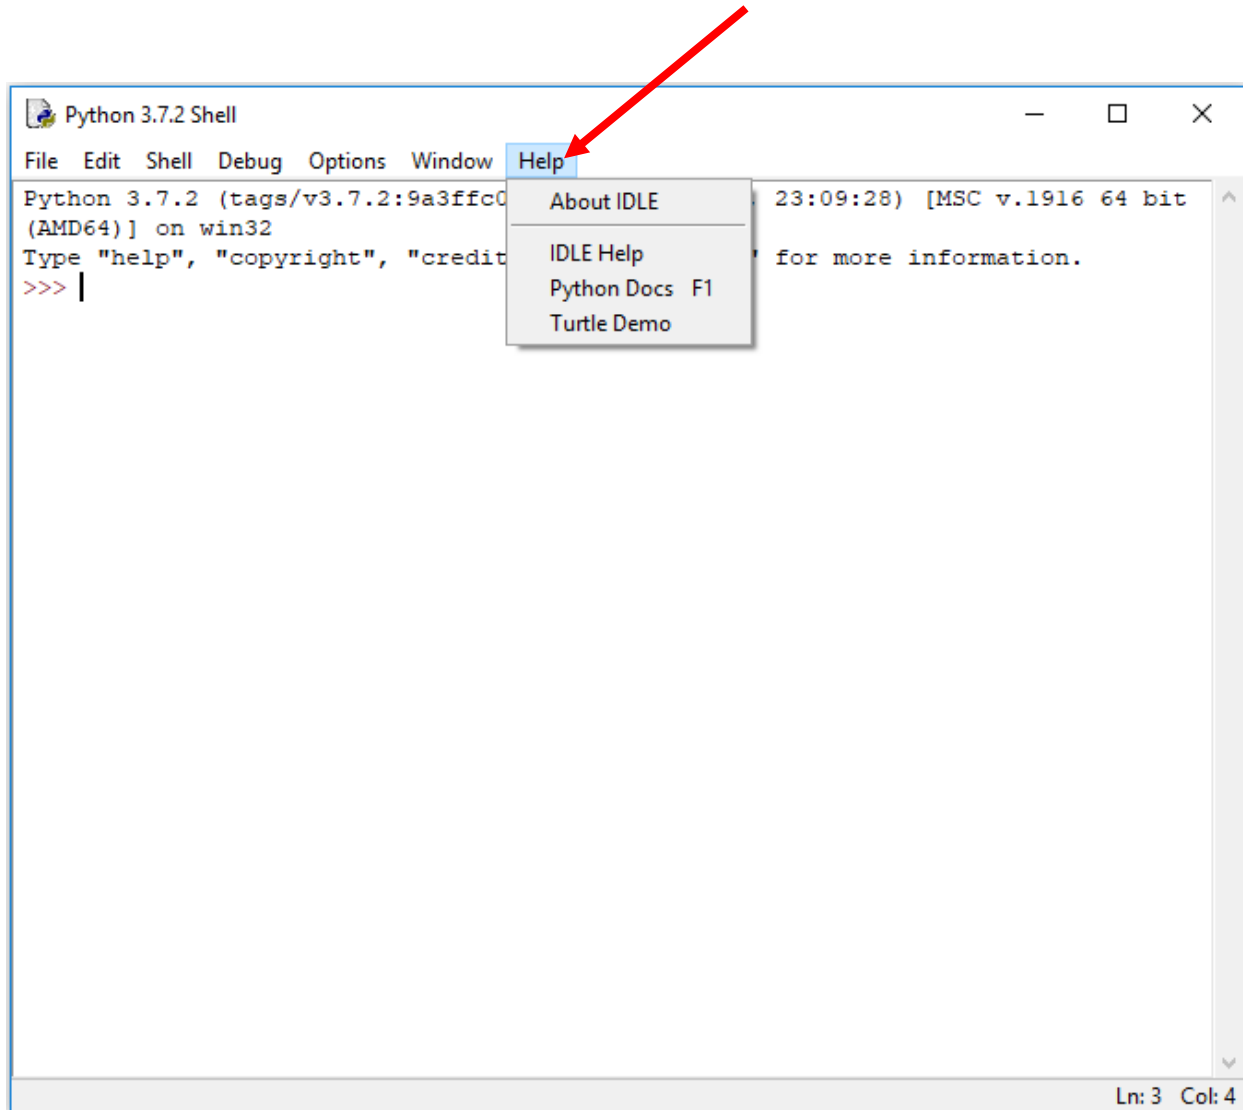 Python 3.7.2 Shell
File Edit Shell Debug Options Window Help
Python 3.7.2 (tags/v3.7.2:9a3ffc0 23:09:28) [MSC v.1916 64 bit
(AMD64)] on win32
Type "help", "copyright", "credit " for more information.
>>>
About IDLE
IDLE Help
Python Docs F1
Turtle Demo
Ln: 3 Col: 4